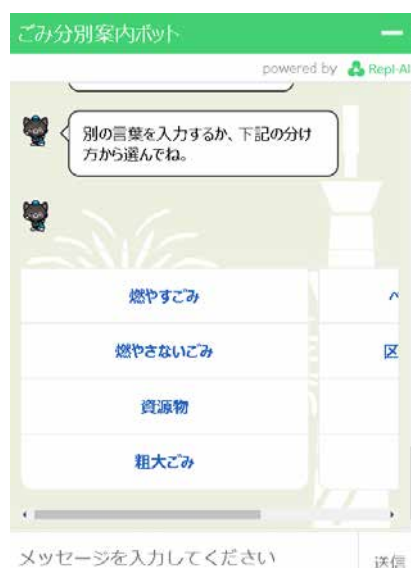 ごみ分別案内ボット
powered by Repl-AI
別の言葉を入力するか、下記の分け
方から選んでね。
燃やすごみ
燃やさないごみ
資源物
粗大ごみ
区
メッセージを入力してください
送信